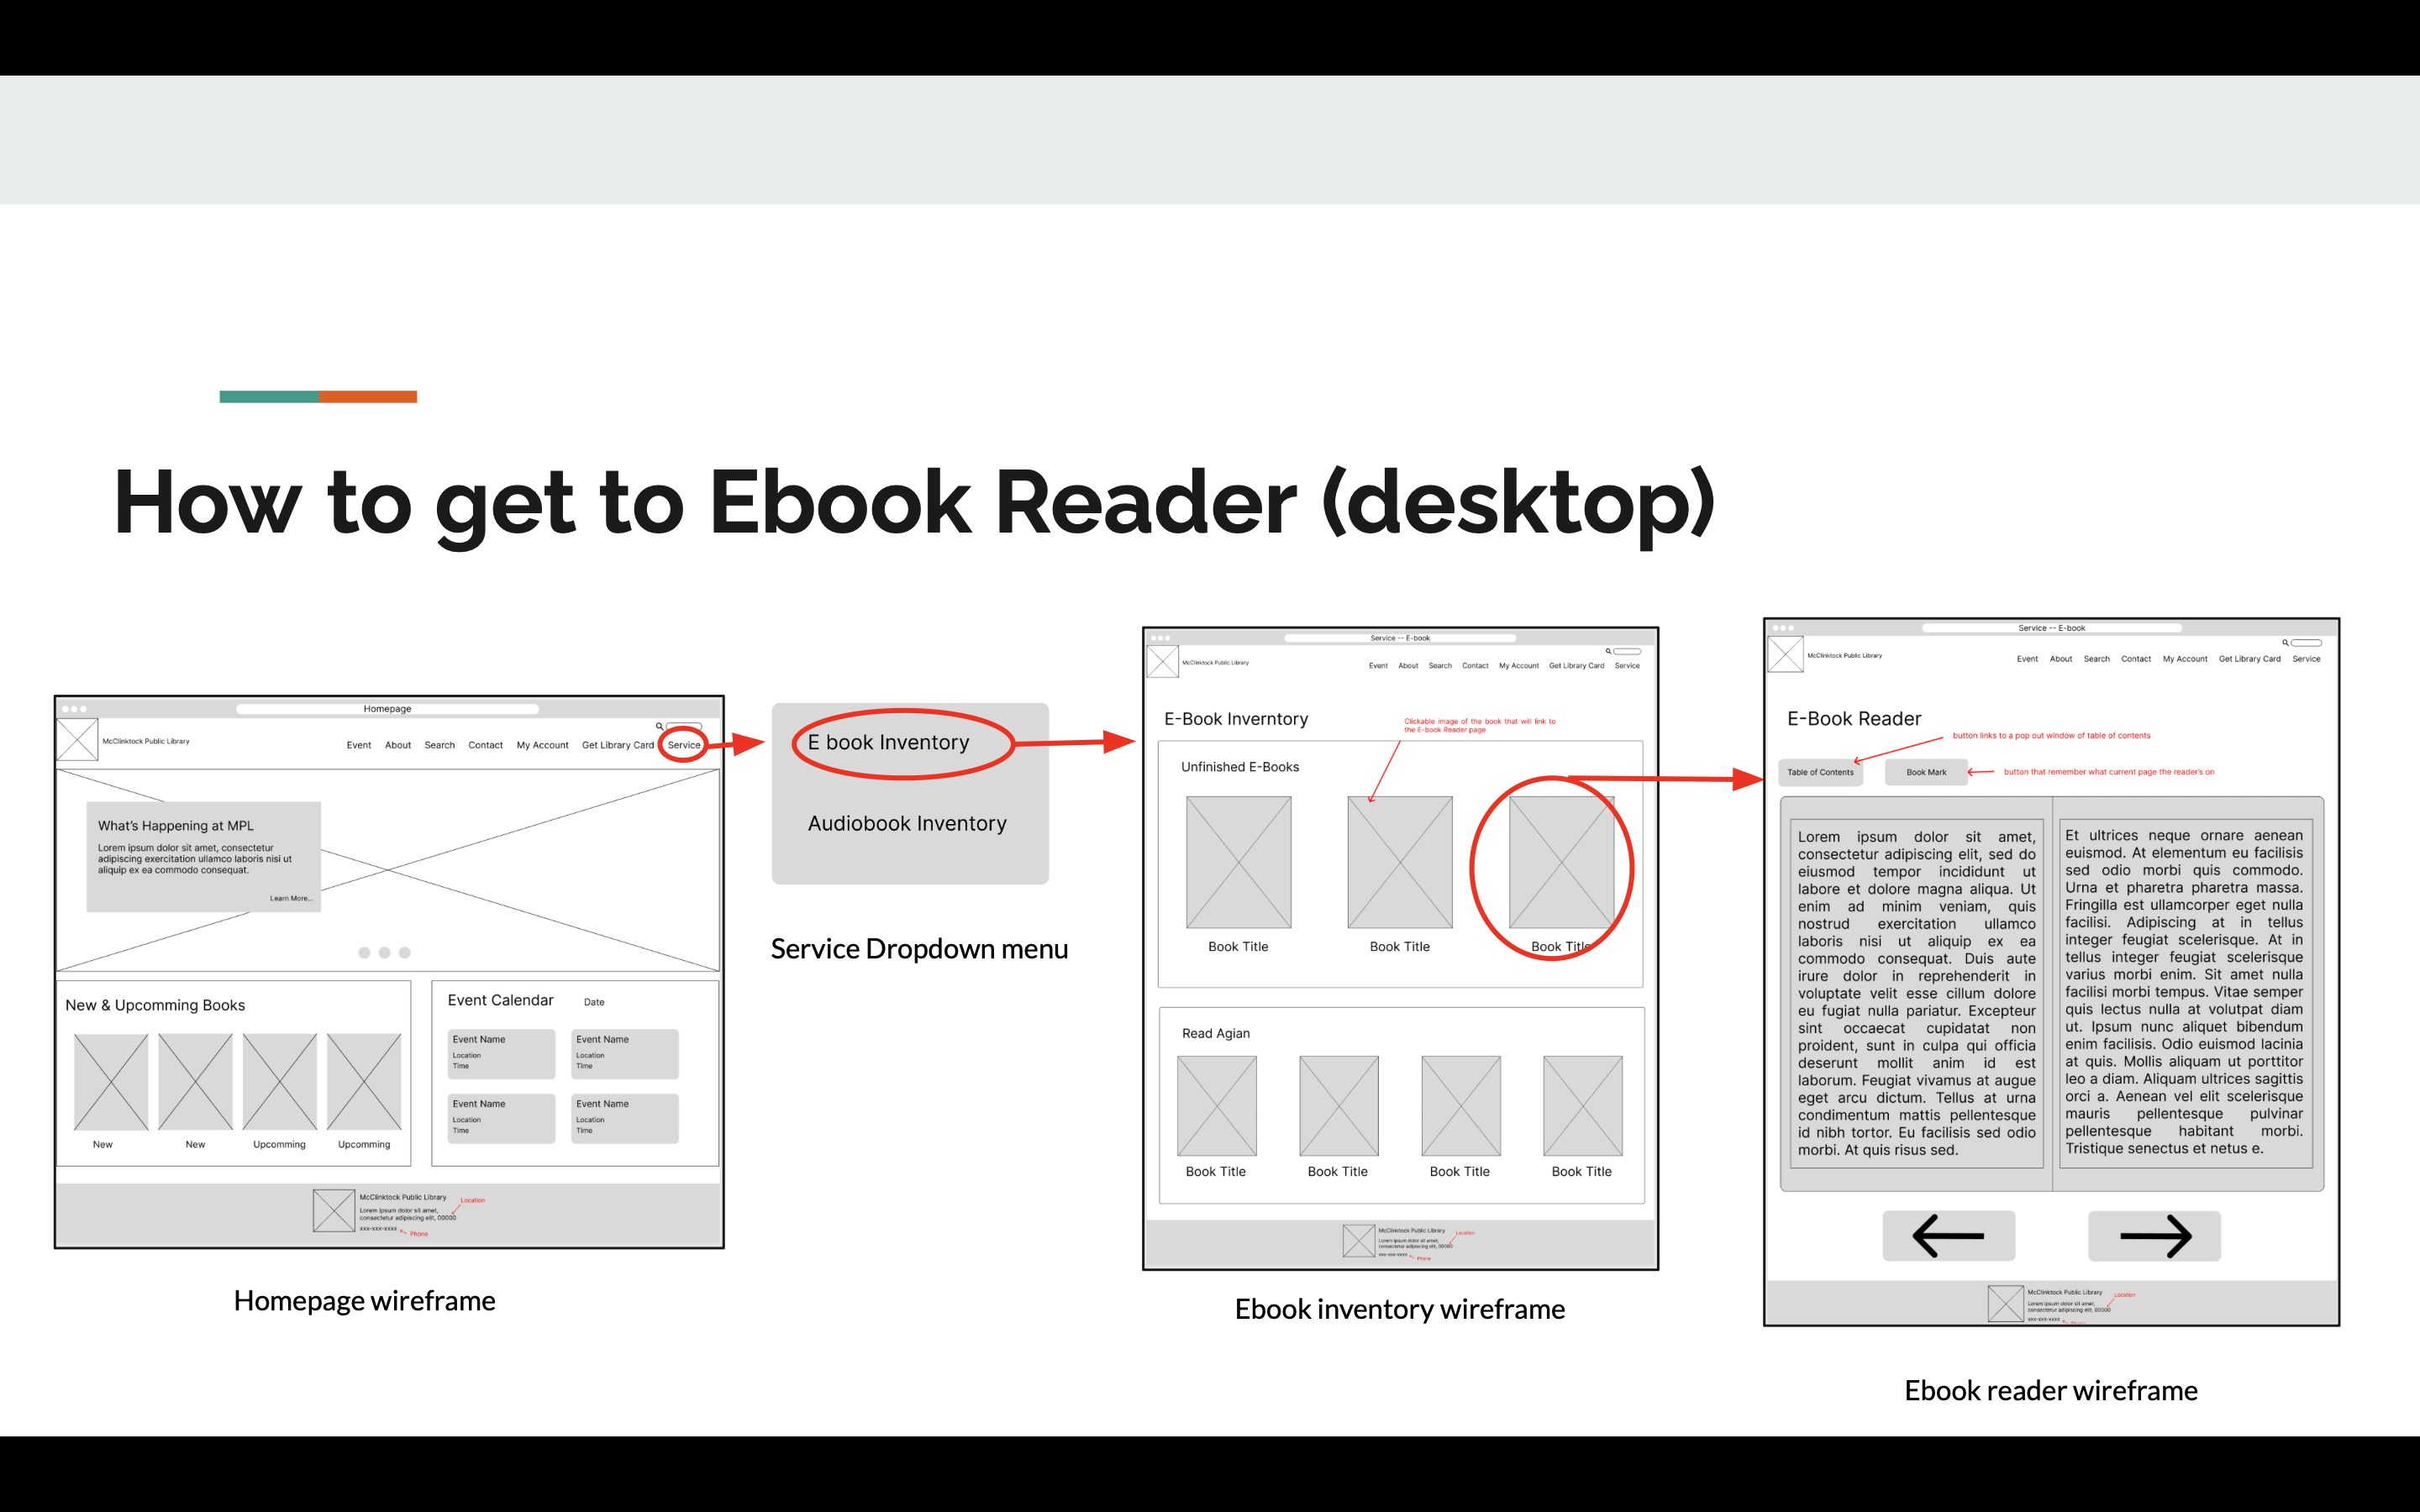 How to get to Ebook Reader (desktop)
Homepage
McClinktock Public Library
Event About Search Contact My Account Get Library Card Service
What's Happening at MPL
Lorem ipsum dolor sit amet, consectetur
adipiscing exercitation ullamco laboris nisi ut
aliquip ex ea commodo consequat.
Learn More...
New & Upcomming Books
New New Upcomming Upcomming
Event Calendar Date
Event Name
Location
Time
Event Name
Location
Time
Event Name
Location
Time
Event Name
Location
Time
McClinktock Public Library
Lorem ipsum dolor sit amet,
consectetur adipiscing elit, 00000
xxx-xxx-xxxx
Location
Phone
Homepage wireframe
E book Inventory
Audiobook Inventory
Service Dropdown menu
Service -- E-book
McClinktock Public Library
Event About Search Contact My Account Get Library Card Service
E-Book Inverntory
Clickable image of the book that will link to
the E-book Reader page
Unfinished E-Books
Book Title Book Title Book Title
Read Agian
Book Title Book Title Book Title Book Title
McClinktock Public Library
Lorem ipsum dolor sit amet,
consectetur adipiscing elit, 00000
xxx-xxx-xxxx
Location
Phone
Ebook inventory wireframe
Service -- E-book
McClinktock Public Library
Event About Search Contact My Account Get Library Card Service
E-Book Reader
button links to a pop out window of table of contents
Table of Contents
Book Mark
button that remember what current page the reader's on
Lorem ipsum dolor sit amet,
consectetur adipiscing elit, sed do
eiusmod tempor incididunt ut
labore et dolore magna aliqua. Ut
enim ad minim veniam, quis
nostrud exercitation ullamco
laboris nisi ut aliquip ex ea
commodo consequat. Duis aute
irure dolor in reprehenderit in
voluptate velit esse cillum dolore
eu fugiat nulla pariatur. Excepteur
sint occaecat cupidatat non
proident, sunt in culpa qui officia
deserunt mollit anim id est
laborum. Feugiat vivamus at augue
eget arcu dictum. Tellus at urna
condimentum mattis pellentesque
id nibh tortor. Eu facilisis sed odio
morbi. At quis risus sed.
Et ultrices neque ornare aenean
euismod. At elementum eu facilisis
sed odio morbi quis commodo.
Urna et pharetra pharetra massa.
Fringilla est ullamcorper eget nulla
facilisi. Adipiscing at in tellus
integer feugiat scelerisque. At in
tellus integer feugiat scelerisque
varius morbi enim. Sit amet nulla
facilisi morbi tempus. Vitae semper
quis lectus nulla at volutpat diam
ut. Ipsum nunc aliquet bibendum
enim facilisis. Odio euismod lacinia
at quis. Mollis aliquam ut porttitor
leo a diam. Aliquam ultrices sagittis
orci a. Aenean vel elit scelerisque
mauris pellentesque pulvinar
pellentesque habitant morbi.
Tristique senectus et netus e.
McClinktock Public Library
Lorem ipsum dolor sit amet,
consectetur adipiscing elit, 00000
xxx-xxx-xxxx
Location
Ebook reader wireframe